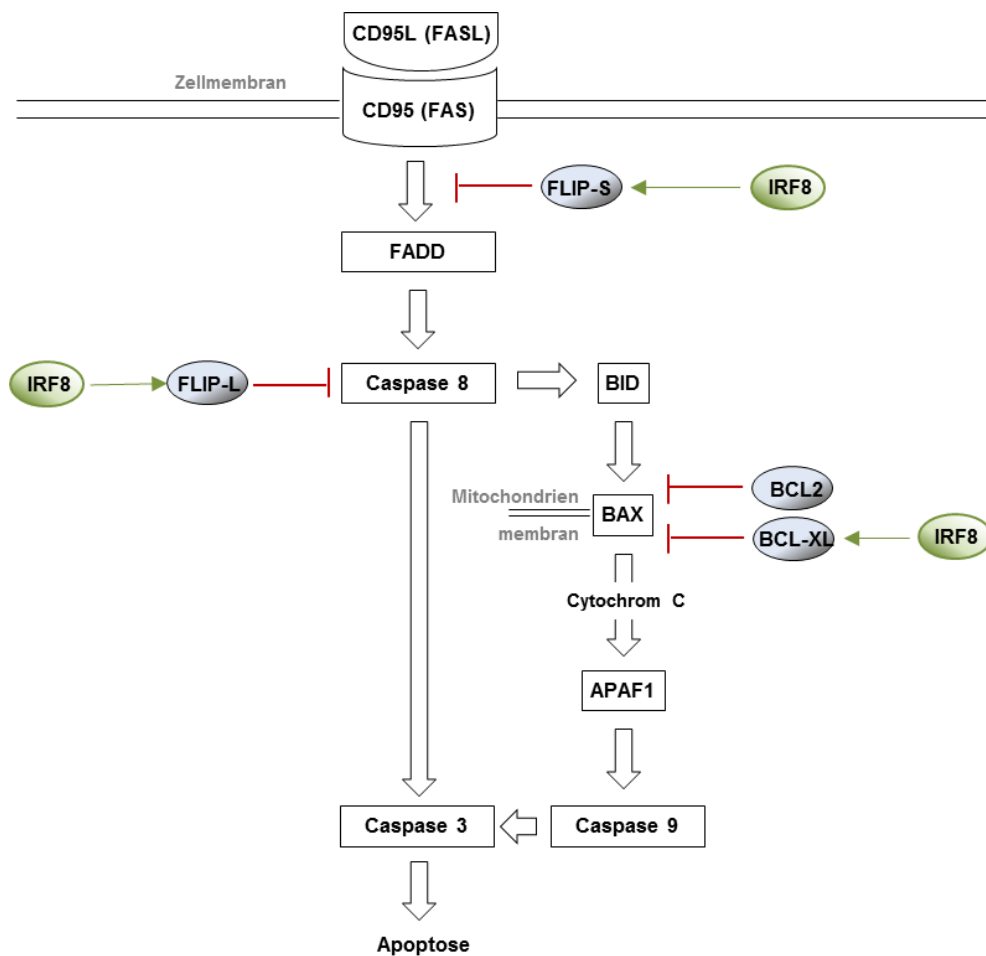 CD95L (FASL)
Zellmembran
CD95 (FAS)
FLIP-S
IRF8
FADD
IRF8
FLIP-L
Caspase 8
BID
BCL2
Mitochondrien
BAX
membran
BCL-XL
IRF8
Cytochrom C
APAF1
Caspase 3
Caspase 9
Apoptose